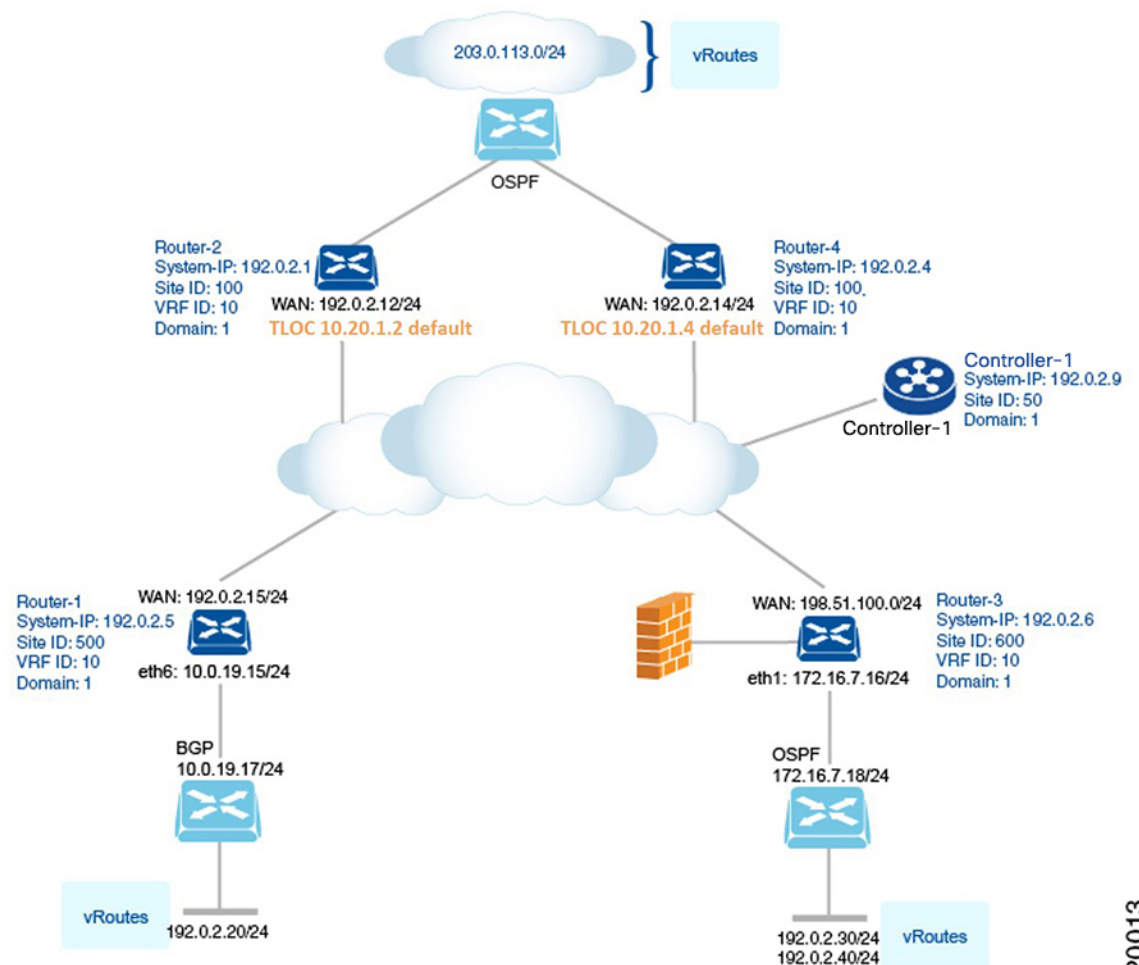 203.0.113.0/24
vRoutes
OSPF
Router-2
System-IP: 192.0.2.1
Site ID: 100
VRF ID: 10
Domain: 1
WAN: 192.0.2.12/24
TLOC 10.20.1.2 default
Router-4
System-IP: 192.0.2.4
Site ID: 100.
VRF ID: 10
Domain: 1
WAN: 192.0.2.14/24
TLOC 10.20.1.4 default
Controller-1
System-IP: 192.0.2.9
Site ID: 50
Domain: 1
Controller-1
WAN: 192.0.2.15/24
Router-1
System-IP: 192.0.2.5
Site ID: 500
VRF ID: 10
Domain: 1
eth6: 10.0.19.15/24
WAN: 198.51.100.0/24
Router-3
System-IP: 192.0.2.6
Site ID: 600
VRF ID: 10
Domain: 1
eth1: 172.16.7.16/24
BGP
10.0.19.17/24
OSPF
172.16.7.18/24
vRoutes
192.0.2.20/24
192.0.2.30/24
192.0.2.40/24
vRoutes
20013